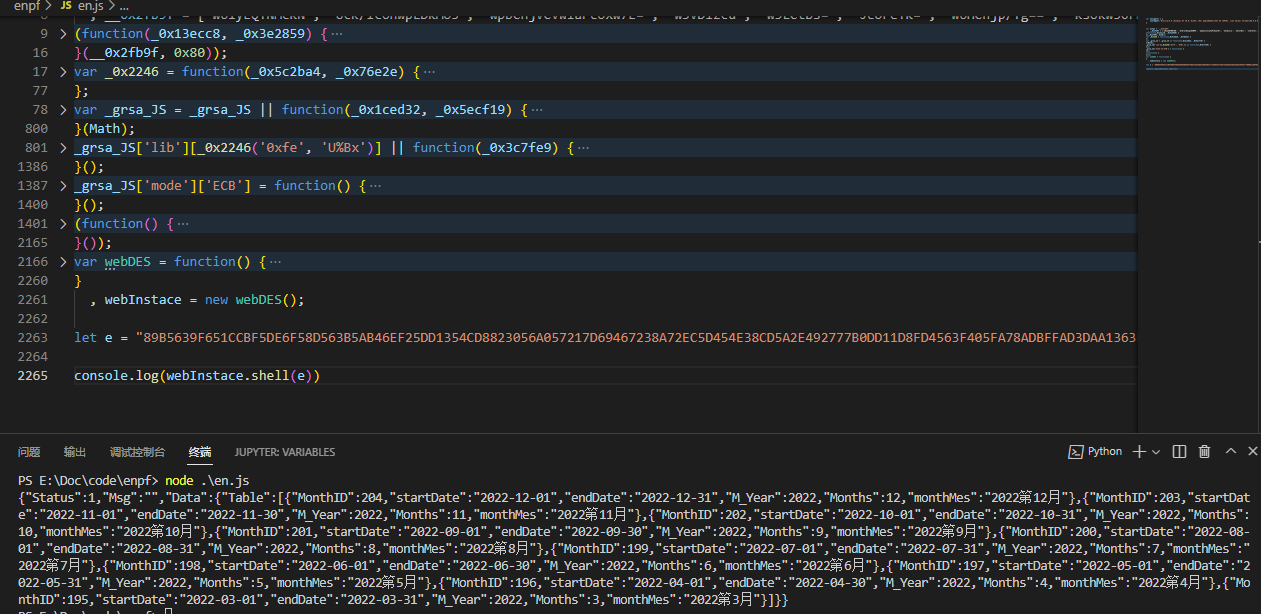 enpf > JS en.js > ...
9 > (function(_0x13ecc8, _0x3e2859) { ...
16 }(__0x2fb9f, 0x80));
17 > var _0x2246 = function(_0x5c2ba4, _0x76e2e) { ...
77 };
78 > var _grsa_JS = _grsa_JS || function(_0x1ced32, _0x5ecf19) { ...
800 }(Math);
801 > _grsa_JS['lib'][_0x2246('0xfe', 'U%Bx')] || function(_0x3c7fe9) { ...
1386 }();
1387 > _grsa_JS['mode']['ECB'] = function() { ...
1400 }();
1401 > (function() { ...
2165 }());
2166 > var webDES = function() { ...
2260 }
2261 , webInstace = new webDES();
2262
2263 let e = "89B5639F651CCBF5DE6F58D563B5AB46EF25DD1354CD8823056A057217D69467238A72EC5D454E38CD5A2E492777B0DD11D8FD4563F405FA78ADBFFAD3DAA1363
2264
2265 console.log(webInstace.shell(e))
问题 输出 调试控制台 终端 JUPYTER: VARIABLES Python
PS E:\Doc\code\enpf> node .\en.js
{"Status":1,"Msg":"","Data":{"Table":[{"MonthID":204,"startDate":"2022-12-01","endDate":"2022-12-31","M_Year":2022,"Months":12,"monthMes":"2022第12月"},{"MonthID":203,"startDat
e":"2022-11-01","endDate":"2022-11-30","M_Year":2022,"Months":11,"monthMes":"2022第11月"},{"MonthID":202,"startDate":"2022-10-01","endDate":"2022-10-31","M_Year":2022,"Months":
10,"monthMes":"2022第10月"},{"MonthID":201,"startDate":"2022-09-01","endDate":"2022-09-30","M_Year":2022,"Months":9,"monthMes":"2022第9月"},{"MonthID":200,"startDate":"2022-08-
01","endDate":"2022-08-31","M_Year":2022,"Months":8,"monthMes":"2022第8月"},{"MonthID":199,"startDate":"2022-07-01","endDate":"2022-07-31","M_Year":2022,"Months":7,"monthMes":"
2022第7月"},{"MonthID":198,"startDate":"2022-06-01","endDate":"2022-06-30","M_Year":2022,"Months":6,"monthMes":"2022第6月"},{"MonthID":197,"startDate":"2022-05-01","endDate":"2
022-05-31","M_Year":2022,"Months":5,"monthMes":"2022第5月"},{"MonthID":196,"startDate":"2022-04-01","endDate":"2022-04-30","M_Year":2022,"Months":4,"monthMes":"2022第4月"},{"Mo
nthID":195,"startDate":"2022-03-01","endDate":"2022-03-31","M_Year":2022,"Months":3,"monthMes":"2022第3月"}]}}